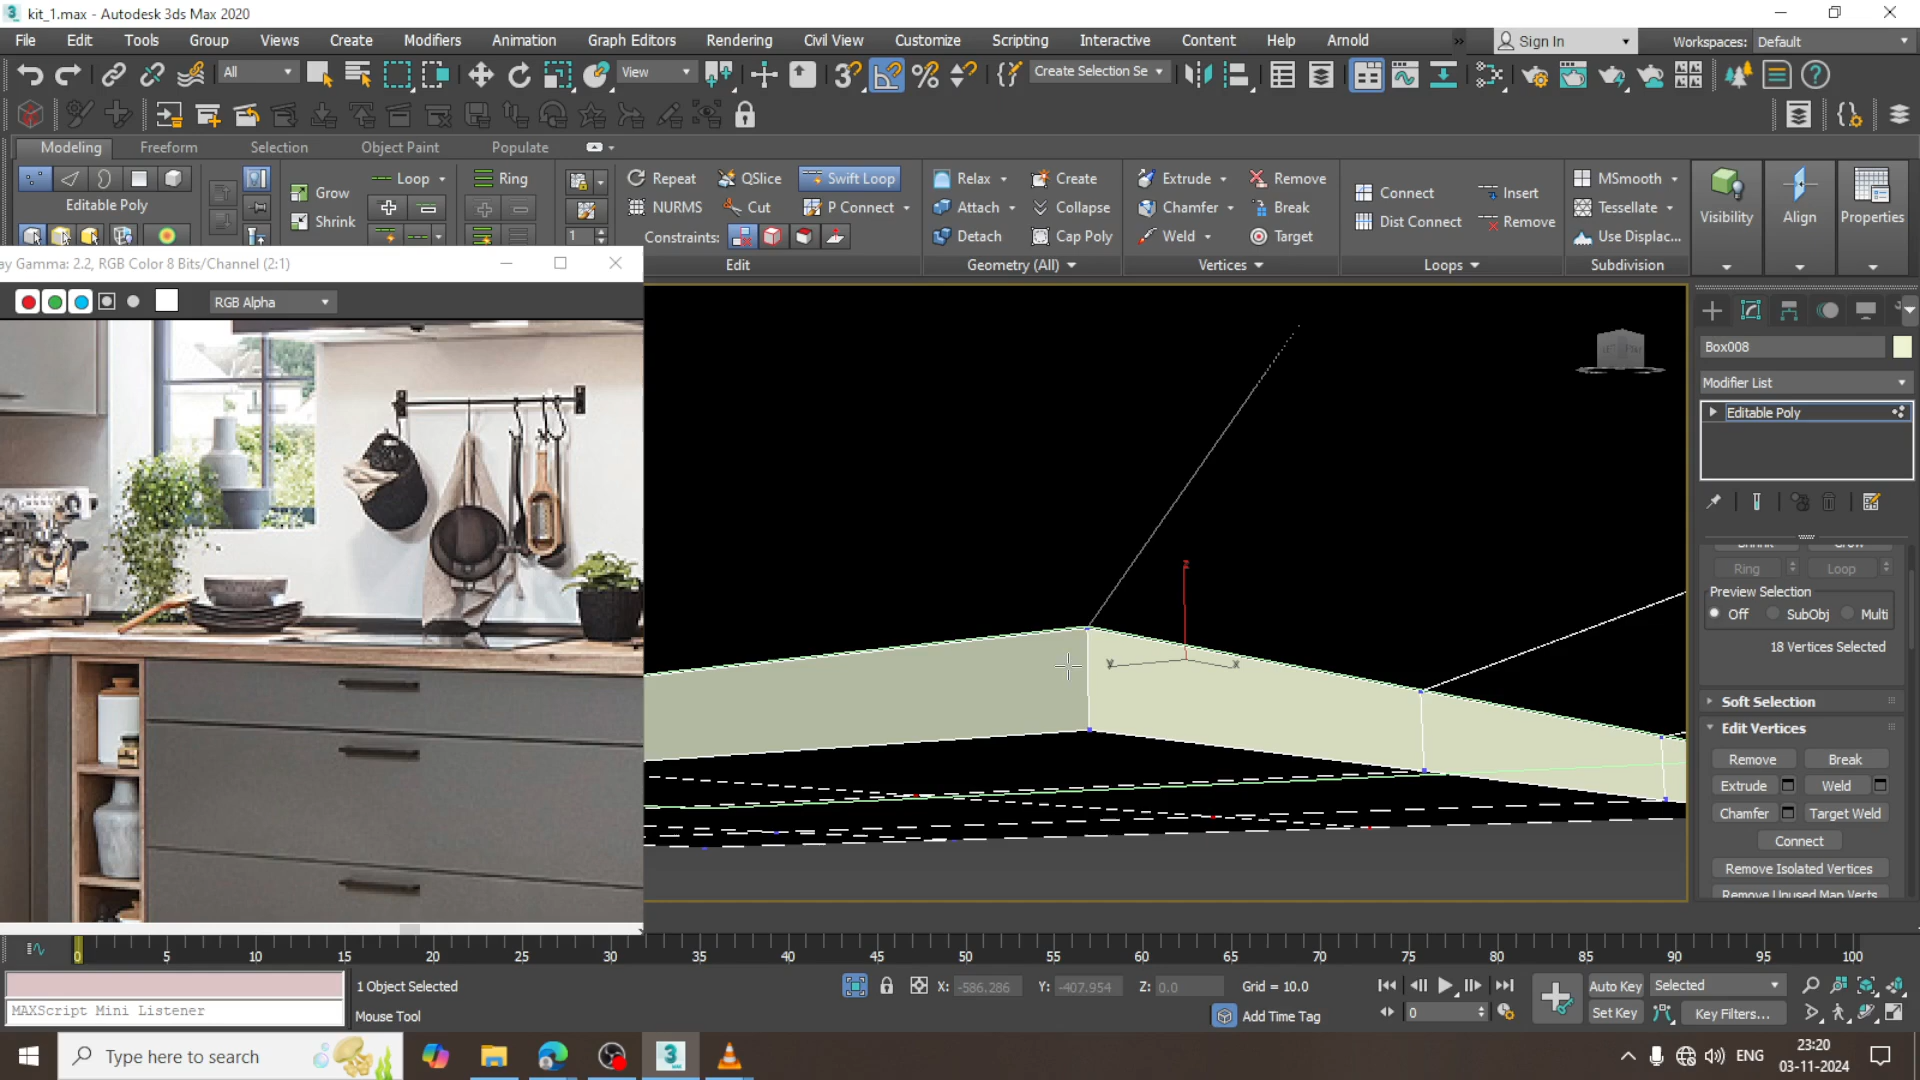 kit_1.max - Autodesk 3ds Max 2020
File Edit Tools Group Views Create Modifiers Animation Graph Editors Rendering Civil View Customize Scripting Interactive Content Help Arnold Sign In Workspaces: Default
All View Create Selection Se
Modeling Freeform Selection Object Paint Populate
Loop Ring Repeat QSlice Swift Loop Relax Create Extrude Remove MSmooth
Grow Connect Insert
Editable Poly NURMS Cut P Connect Attach Collapse Chamfer Break Tessellate Visibility Align Properties
Shrink Dist Connect Remove
1 Constraints: Detach Cap Poly Weld Target Use Displac...
Edit Geometry (All) Vertices Loops Subdivision
ay Gamma: 2.2, RGB Color 8 Bits/Channel (2:1)
RGB Alpha
Box008
Modifier List
Editable Poly
Shrink Grow
Ring Loop
Preview Selection
Off SubObj Multi
18 Vertices Selected
z
y x
Soft Selection
Edit Vertices
Remove Break
Extrude Weld
Chamfer Target Weld
Connect
Remove Isolated Vertices
Remove Unused Map Verts
0 5 10 15 20 25 30 35 40 45 50 55 60 65 70 75 80 85 90 95 100
1 Object Selected X: -586.286 Y: -407.954 Z: 0.0 Grid = 10.0 Auto Key Selected
MAXScript Mini Listener Mouse Tool Add Time Tag 0 Set Key Key Filters...
Type here to search ENG 23:20
03-11-2024